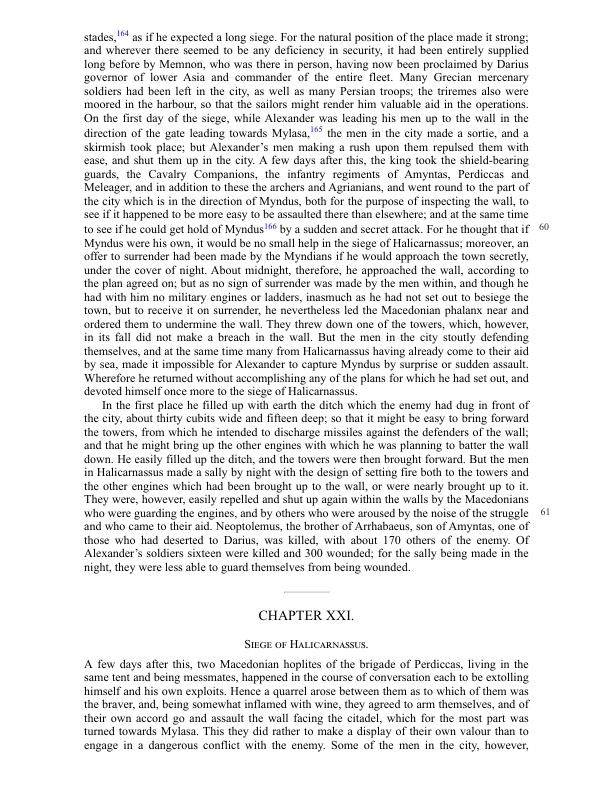 stades,164 as if he expected a long siege. For the natural position of the place made it strong;
and wherever there seemed to be any deficiency in security, it had been entirely supplied
long before by Memnon, who was there in person, having now been proclaimed by Darius
governor of lower Asia and commander of the entire fleet. Many Grecian mercenary
soldiers had been left in the city, as well as many Persian troops; the triremes also were
moored in the harbour, so that the sailors might render him valuable aid in the operations.
On the first day of the siege, while Alexander was leading his men up to the wall in the
direction of the gate leading towards Mylasa,165 the men in the city made a sortie, and a
skirmish took place; but Alexander’s men making a rush upon them repulsed them with
ease, and shut them up in the city. A few days after this, the king took the shield-bearing
guards, the Cavalry Companions, the infantry regiments of Amyntas, Perdiccas and
Meleager, and in addition to these the archers and Agrianians, and went round to the part of
the city which is in the direction of Myndus, both for the purpose of inspecting the wall, to
see if it happened to be more easy to be assaulted there than elsewhere; and at the same time
to see if he could get hold of Myndus166 by a sudden and secret attack. For he thought that if 60
Myndus were his own, it would be no small help in the siege of Halicarnassus; moreover, an
offer to surrender had been made by the Myndians if he would approach the town secretly,
under the cover of night. About midnight, therefore, he approached the wall, according to
the plan agreed on; but as no sign of surrender was made by the men within, and though he
had with him no military engines or ladders, inasmuch as he had not set out to besiege the
town, but to receive it on surrender, he nevertheless led the Macedonian phalanx near and
ordered them to undermine the wall. They threw down one of the towers, which, however,
in its fall did not make a breach in the wall. But the men in the city stoutly defending
themselves, and at the same time many from Halicarnassus having already come to their aid
by sea, made it impossible for Alexander to capture Myndus by surprise or sudden assault.
Wherefore he returned without accomplishing any of the plans for which he had set out, and
devoted himself once more to the siege of Halicarnassus.
In the first place he filled up with earth the ditch which the enemy had dug in front of
the city, about thirty cubits wide and fifteen deep; so that it might be easy to bring forward
the towers, from which he intended to discharge missiles against the defenders of the wall;
and that he might bring up the other engines with which he was planning to batter the wall
down. He easily filled up the ditch, and the towers were then brought forward. But the men
in Halicarnassus made a sally by night with the design of setting fire both to the towers and
the other engines which had been brought up to the wall, or were nearly brought up to it.
They were, however, easily repelled and shut up again within the walls by the Macedonians
who were guarding the engines, and by others who were aroused by the noise of the struggle 61
and who came to their aid. Neoptolemus, the brother of Arrhabaeus, son of Amyntas, one of
those who had deserted to Darius, was killed, with about 170 others of the enemy. Of
Alexander’s soldiers sixteen were killed and 300 wounded; for the sally being made in the
night, they were less able to guard themselves from being wounded.
CHAPTER XXI.
Siege of Halicarnassus.
A few days after this, two Macedonian hoplites of the brigade of Perdiccas, living in the
same tent and being messmates, happened in the course of conversation each to be extolling
himself and his own exploits. Hence a quarrel arose between them as to which of them was
the braver, and, being somewhat inflamed with wine, they agreed to arm themselves, and of
their own accord go and assault the wall facing the citadel, which for the most part was
turned towards Mylasa. This they did rather to make a display of their own valour than to
engage in a dangerous conflict with the enemy. Some of the men in the city, however,